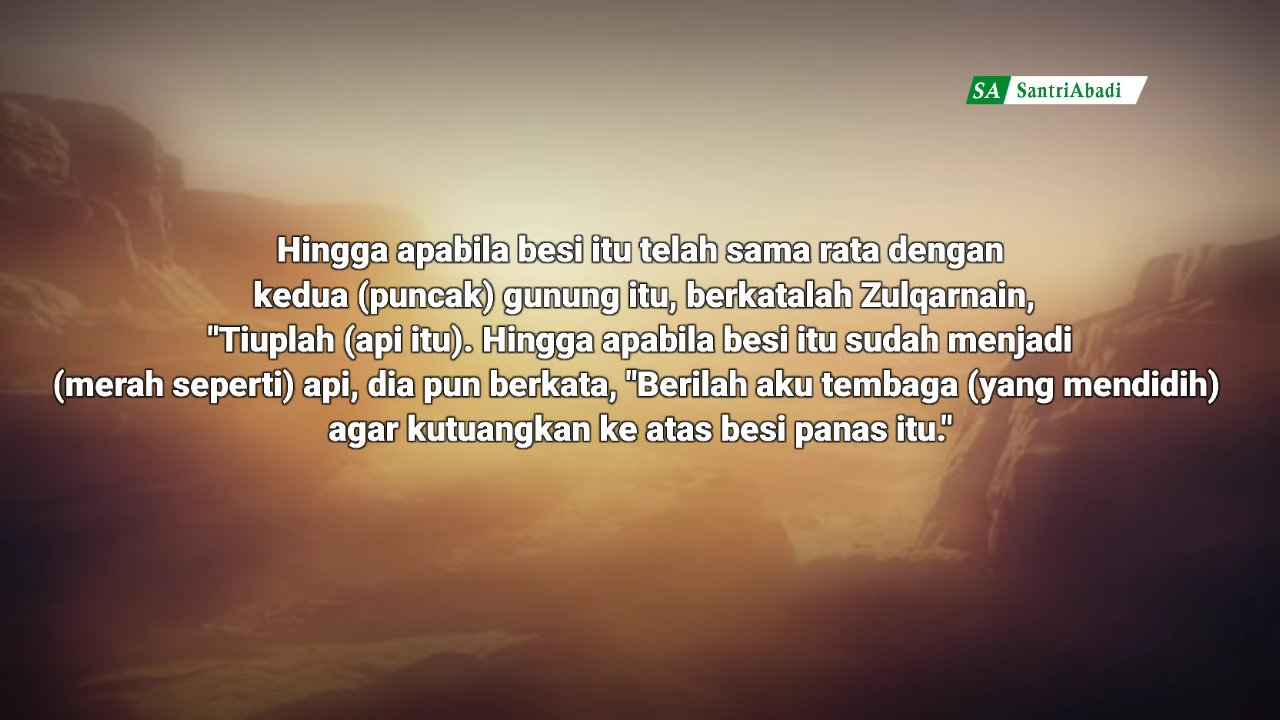 SA SantriAbadi
Hingga apabila besi itu telah sama rata dengan
kedua (puncak) gunung itu, berkatalah Zulqarnain,
"Tiuplah (api itu). Hingga apabila besi itu sudah menjadi
(merah seperti) api, dia pun berkata, "Berilah aku tembaga (yang mendidih)
agar kutuangkan ke atas besi panas itu."